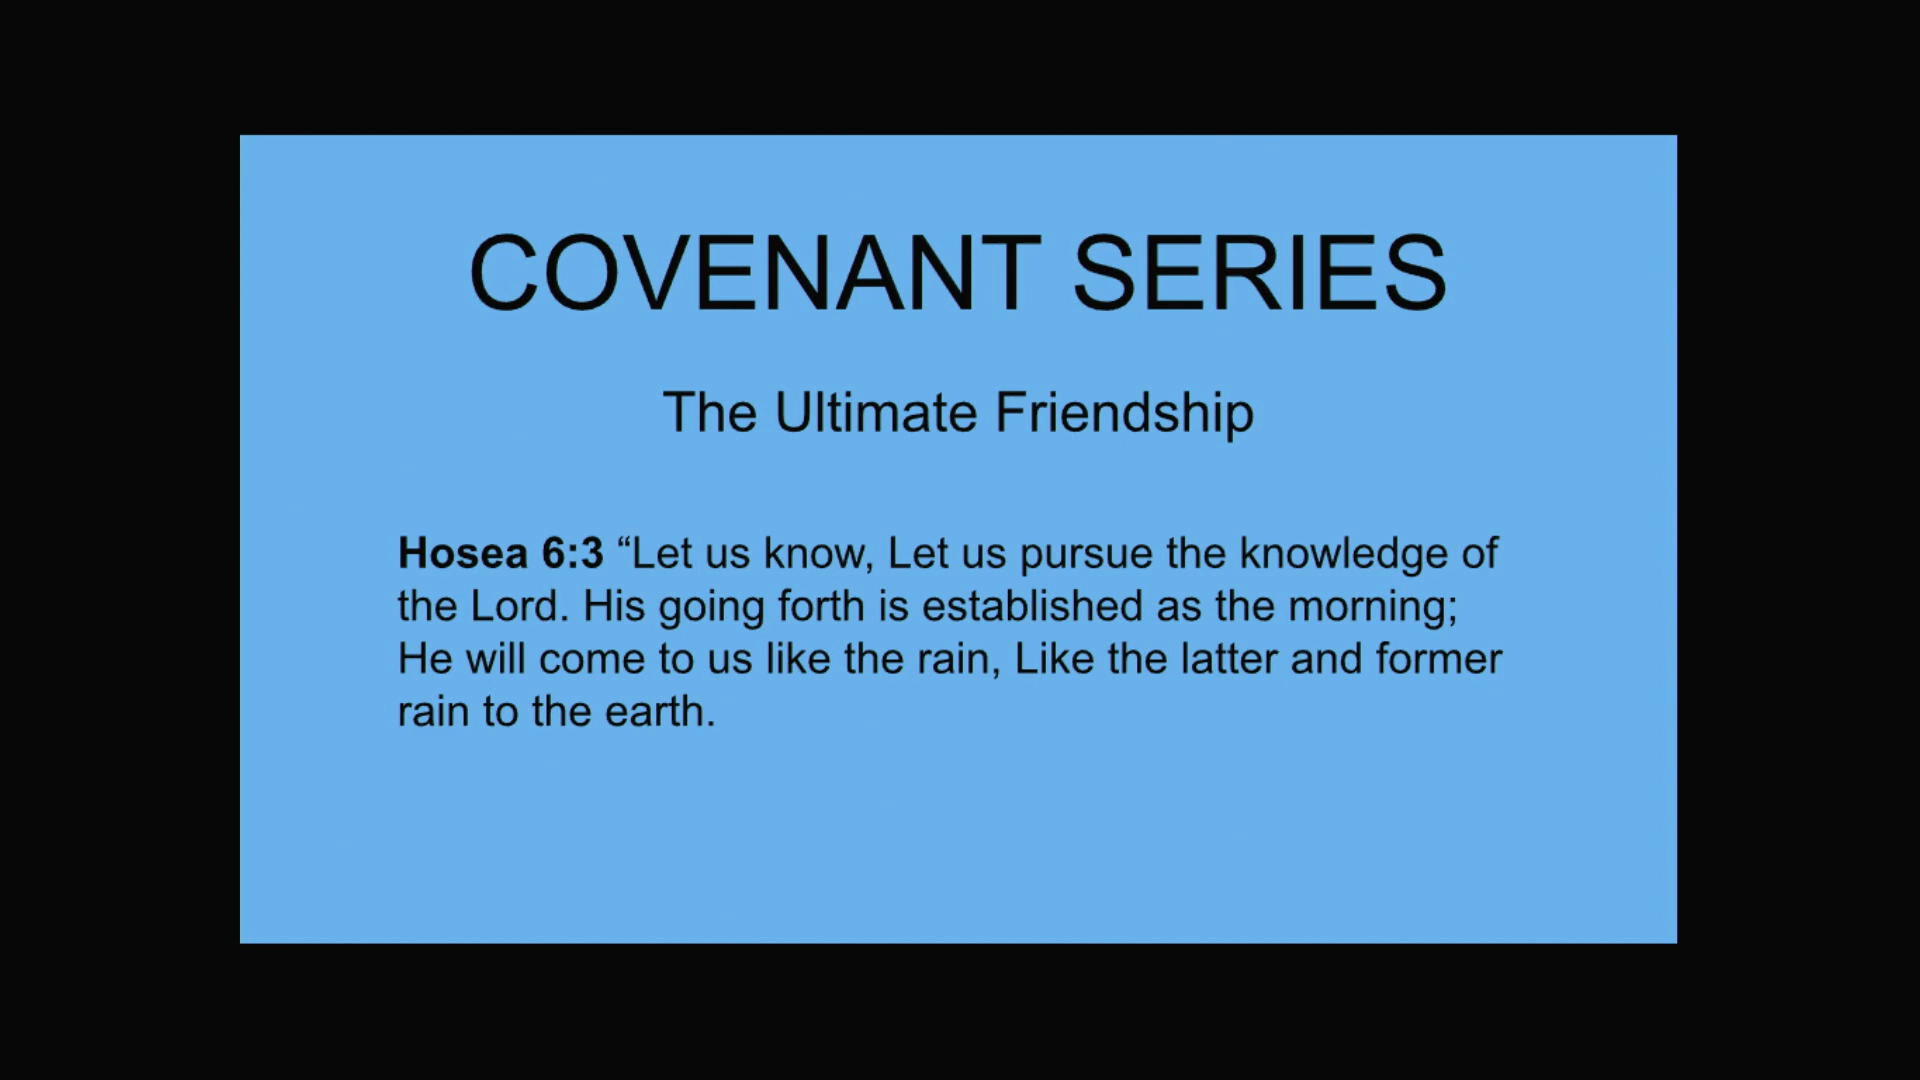 COVENANT SERIES
The Ultimate Friendship
Hosea 6:3 “Let us know, Let us pursue the knowledge of
the Lord. His going forth is established as the morning;
He will come to us like the rain, Like the latter and former
rain to the earth.